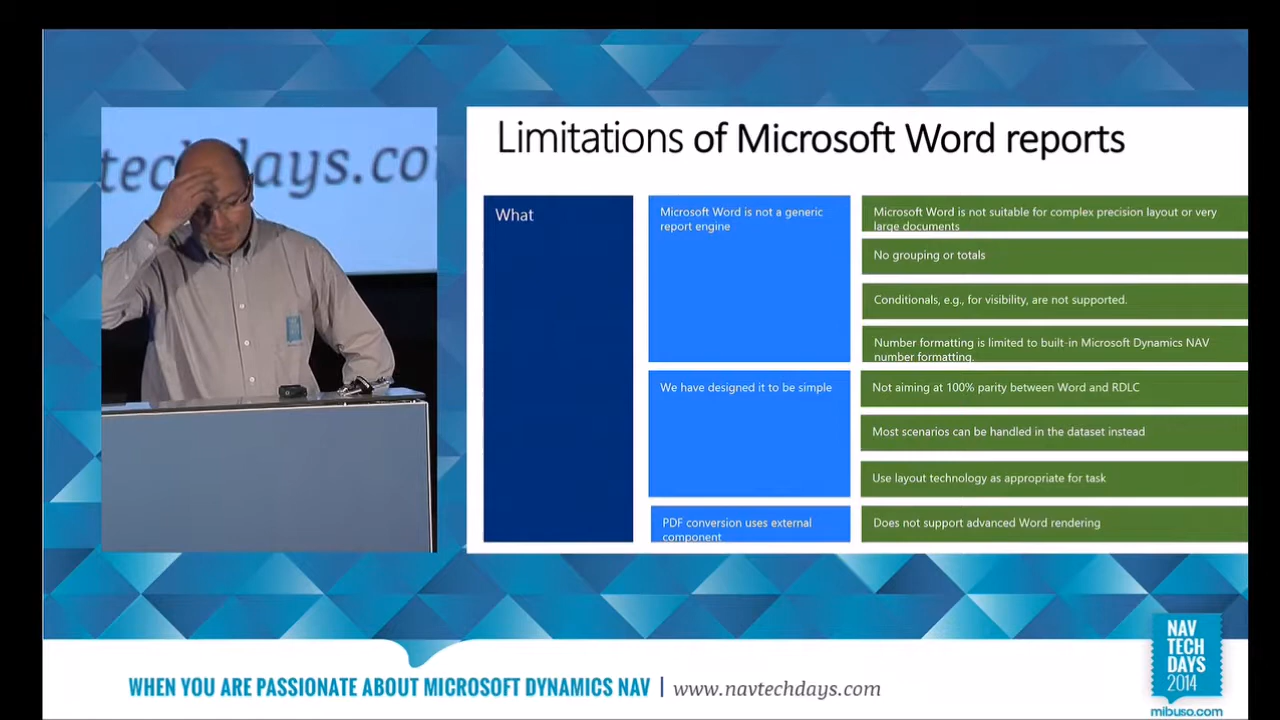 techdays.co
Limitations of Microsoft Word reports
What
Microsoft Word is not a generic
report engine
Microsoft Word is not suitable for complex precision layout or very
large documents
No grouping or totals
Conditionals, e.g., for visibility, are not supported.
Number formatting is limited to built-in Microsoft Dynamics NAV
number formatting.
We have designed it to be simple
Not aiming at 100% parity between Word and RDLC
Most scenarios can be handled in the dataset instead
Use layout technology as appropriate for task
PDF conversion uses external
component
Does not support advanced Word rendering
WHEN YOU ARE PASSIONATE ABOUT MICROSOFT DYNAMICS NAV | www.navtechdays.com
NAV
TECH
DAYS
2014
mibuso.com